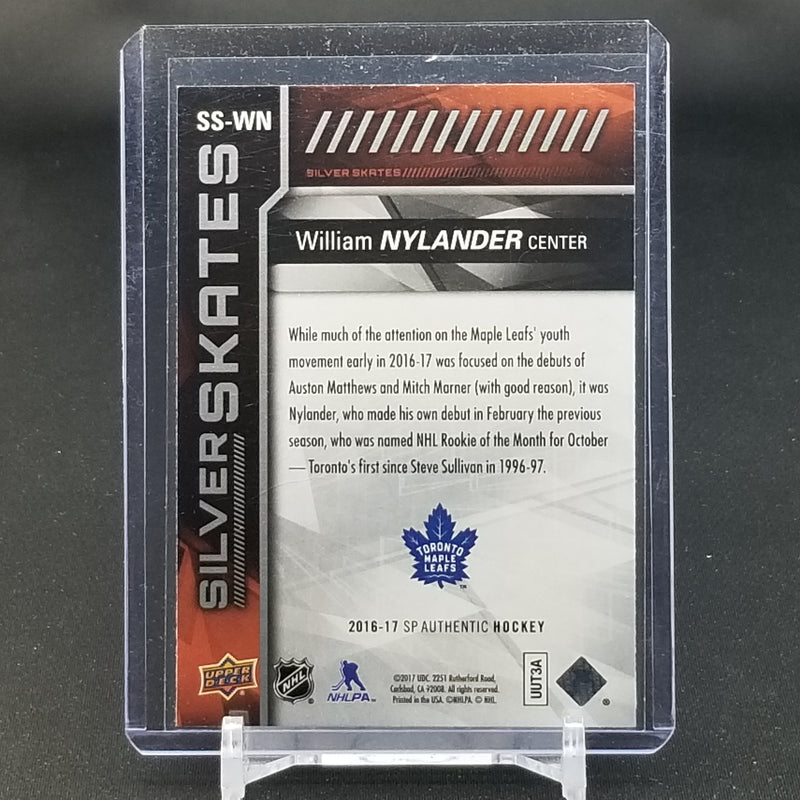 SS-WN
SILVER SKATES
SILVER SKATES
William NYLANDER CENTER
While much of the attention on the Maple Leafs' youth
movement early in 2016-17 was focused on the debuts of
Auston Matthews and Mitch Marner (with good reason), it was
Nylander, who made his own debut in February the previous
season, who was named NHL Rookie of the Month for October
— Toronto's first since Steve Sullivan in 1996-97.
TORONTO
MAPLE
LEAFS
TM
2016-17 SP AUTHENTIC HOCKEY
UPPER
DECK
NHL
®
NHLPA
©2017 UDC. 2251 Rutherford Road,
Carlsbad, CA 92008. All rights reserved.
Printed in the USA. ©NHLPA. © NHL.
UUT3A
®